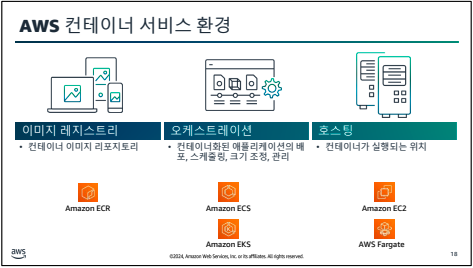 AWS 컨테이너 서비스 환경
이미지 레지스트리
• 컨테이너 이미지 리포지토리
오케스트레이션
• 컨테이너화된 애플리케이션의 배
포, 스케줄링, 크기 조정, 관리
호스팅
• 컨테이너가 실행되는 위치
Amazon ECR
Amazon ECS
Amazon EC2
Amazon EKS
AWS Fargate
aws
©2024, Amazon Web Services, Inc. or its affiliates. All rights reserved.
18